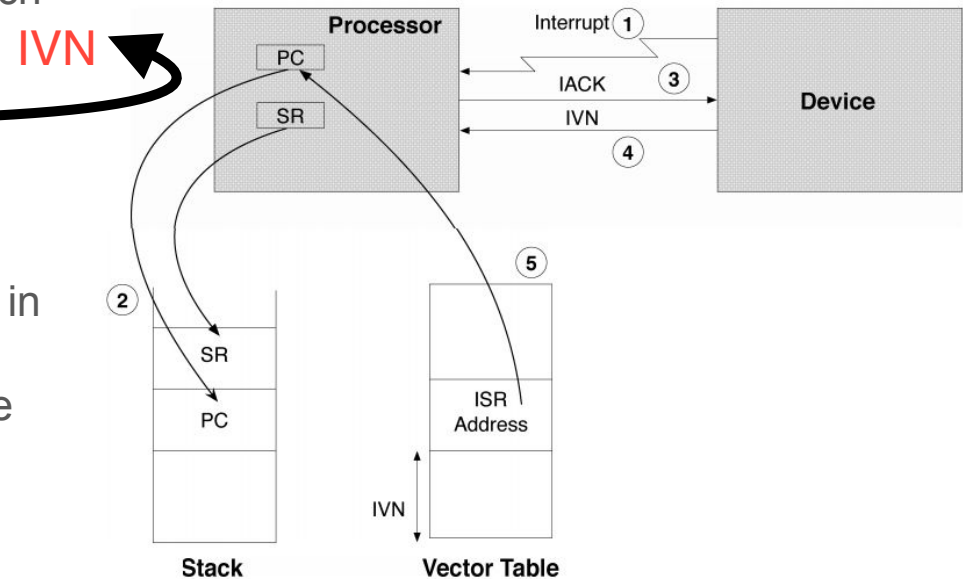 IVN
in
Processor
PC
SR
Interrupt 1
3
IACK
IVN
4
Device
2
SR
PC
Stack
5
ISR
Address
IVN
Vector Table